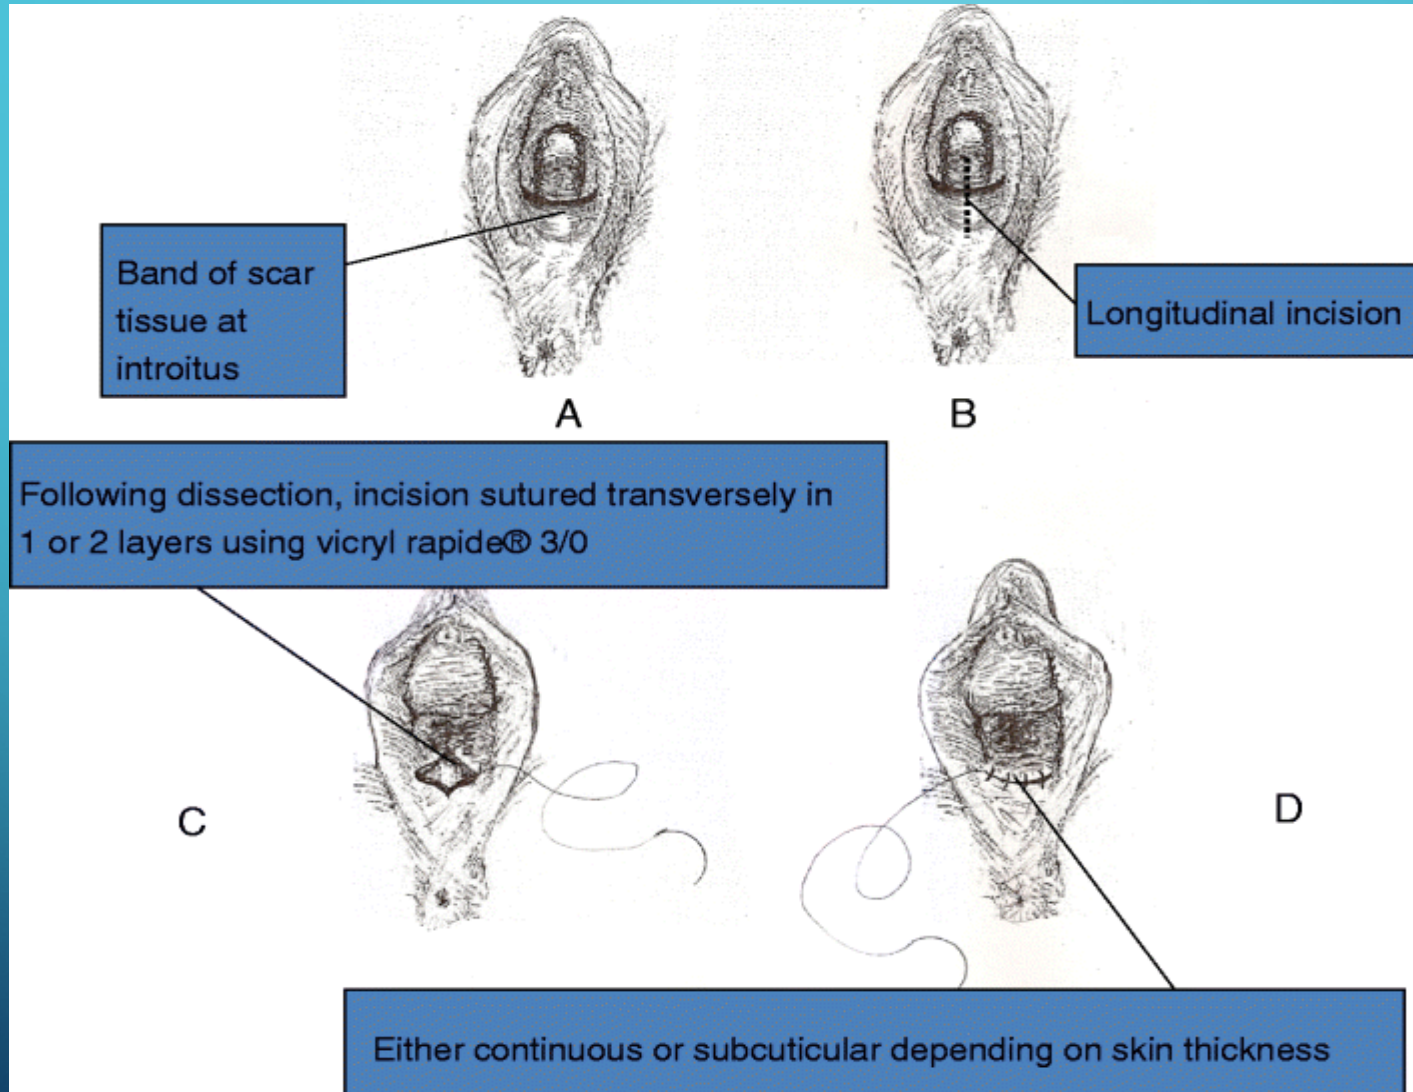 Band of scar
tissue at
introitus
Longitudinal incision
A
B
Following dissection, incision sutured transversely in
1 or 2 layers using vicryl rapide® 3/0
C
D
Either continuous or subcuticular depending on skin thickness